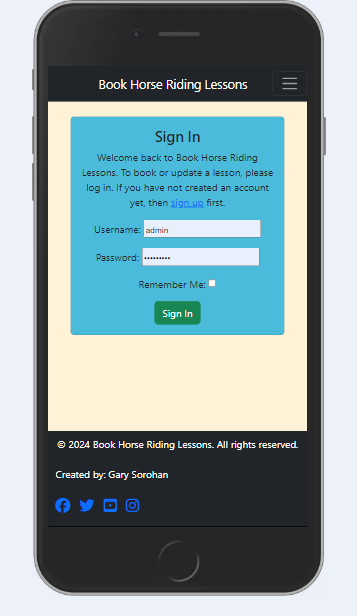 Book Horse Riding Lessons
Sign In
Welcome back to Book Horse Riding
Lessons. To book or update a lesson, please
log in. If you have not created an account
yet, then sign up first.
Username: admin
Password: •••••••••
Remember Me:
Sign In
© 2024 Book Horse Riding Lessons. All rights reserved.
Created by: Gary Sorohan